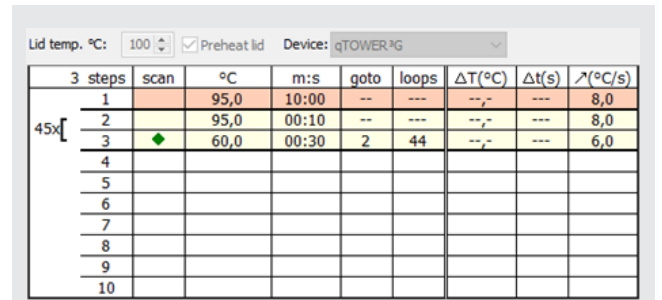 Lid temp. °C: 100 Preheat lid Device: qTOWER³G
3 steps scan °C m:s goto loops ΔT(°C) Δt(s) ↗(°C/s)
1 95,0 10:00 -- --- --,- --- 8,0
45x[ 2 95,0 00:10 -- --- --,- --- 8,0
3 60,0 00:30 2 44 --,- --- 6,0
4
5
6
7
8
9
10